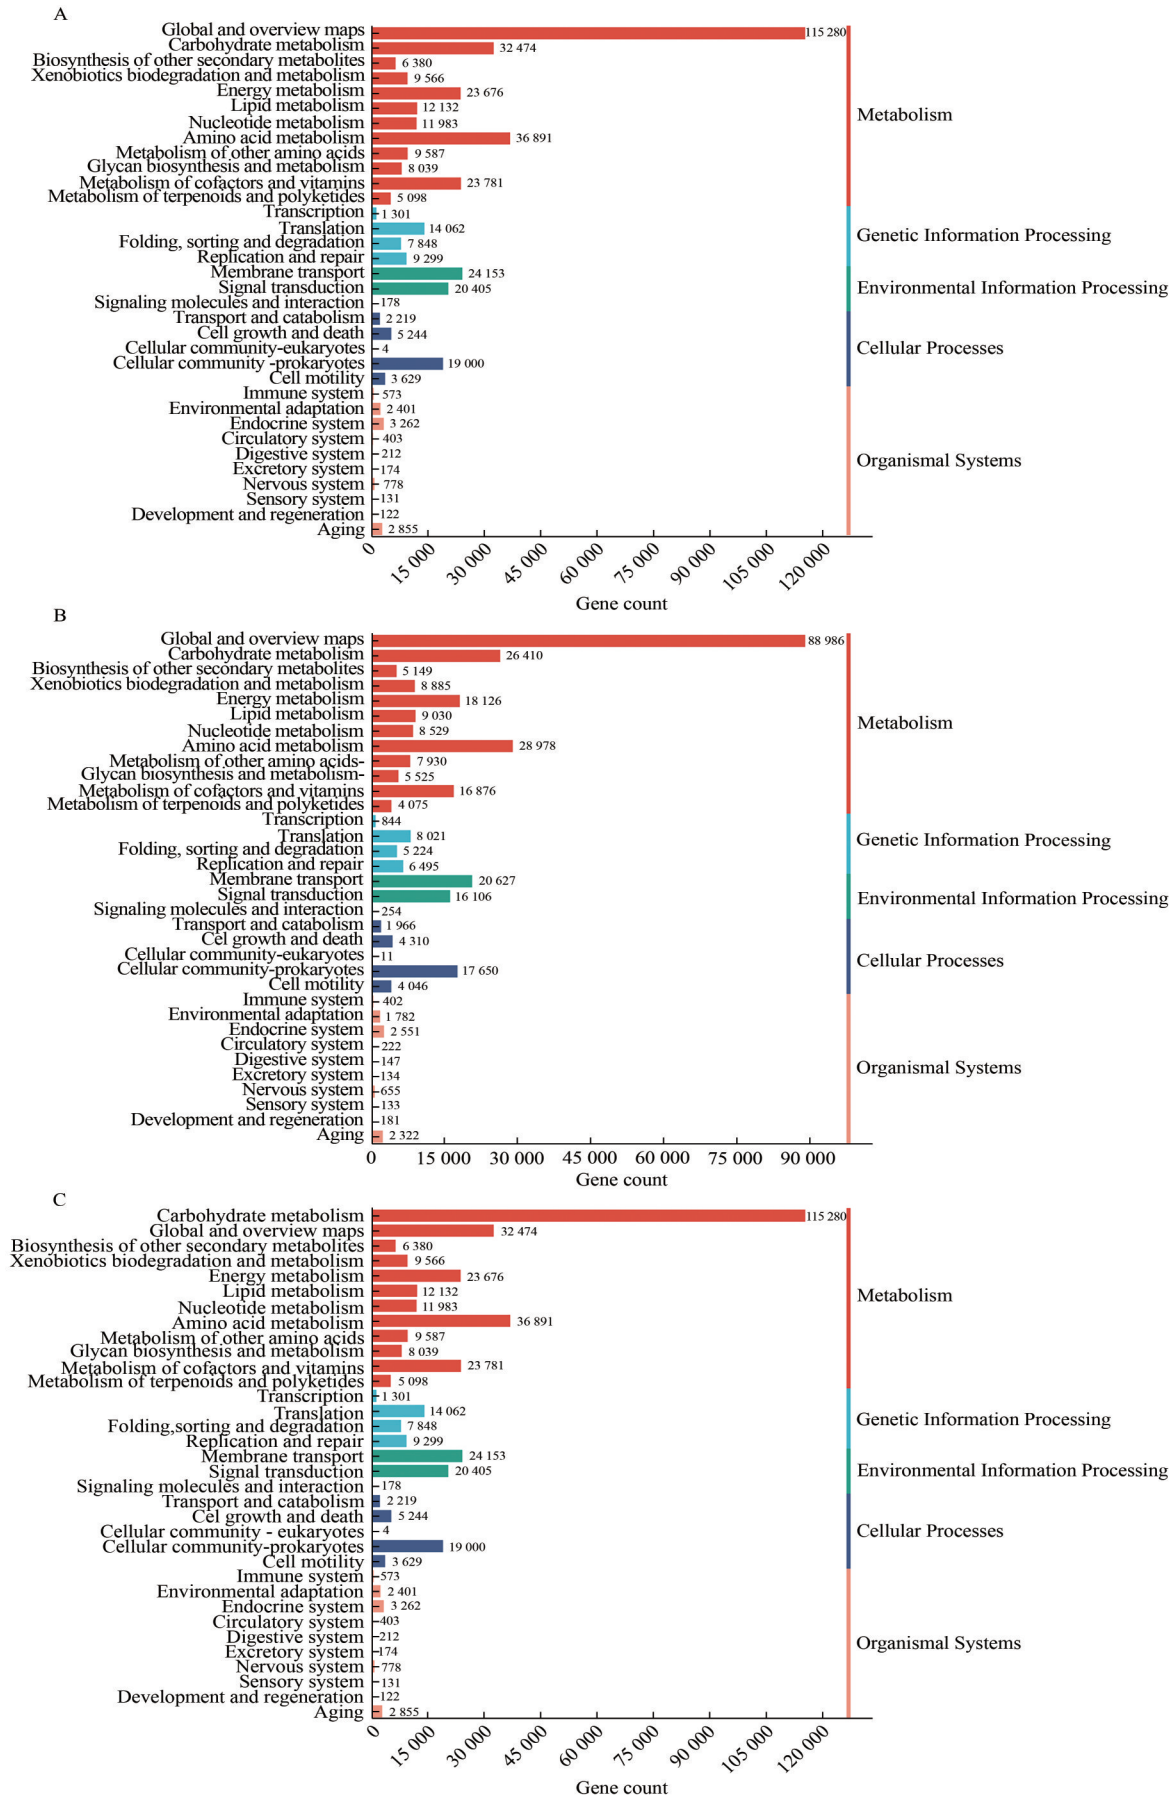 A
Global and overview maps 115 280
Carbohydrate metabolism 32 474
Biosynthesis of other secondary metabolites 6 380
Xenobiotics biodegradation and metabolism 9 566
Energy metabolism 23 676
Lipid metabolism 12 132
Metabolism
Nucleotide metabolism 11 983
Amino acid metabolism 36 891
Metabolism of other amino acids 9 587
Glycan biosynthesis and metabolism 8 039
Metabolism of cofactors and vitamins 23 781
Metabolism of terpenoids and polyketides 5 098
Transcription 1 301
Translation 14 062
Genetic Information Processing
Folding, sorting and degradation 7 848
Replication and repair 9 299
Membrane transport 24 153
Signal transduction 20 405
Environmental Information Processing
Signaling molecules and interaction 178
Transport and catabolism 2 219
Cell growth and death 5 244
Cellular community-eukaryotes 4
Cellular Processes
Cellular community -prokaryotes 19 000
Cell motility 3 629
Immune system 573
Environmental adaptation 2 401
Endocrine system 3 262
Circulatory system 403
Digestive system 212
Organismal Systems
Excretory system 174
Nervous system 778
Sensory system 131
Development and regeneration 122
Aging 2 855
0 15 000 30 000 45 000 60 000 75 000 90 000 105 000 120 000
Gene count
B
Global and overview maps 88 986
Carbohydrate metabolism 26 410
Biosynthesis of other secondary metabolites 5 149
Xenobiotics biodegradation and metabolism 8 885
Energy metabolism 18 126
Lipid metabolism 9 030
Metabolism
Nucleotide metabolism 8 529
Amino acid metabolism 28 978
Metabolism of other amino acids- 7 930
Glycan biosynthesis and metabolism- 5 525
Metabolism of cofactors and vitamins 16 876
Metabolism of terpenoids and polyketides 4 075
Transcription 844
Translation 8 021
Genetic Information Processing
Folding, sorting and degradation 5 224
Replication and repair 6 495
Membrane transport 20 627
Signal transduction 16 106
Environmental Information Processing
Signaling molecules and interaction 254
Transport and catabolism 1 966
Cel growth and death 4 310
Cellular community-eukaryotes 11
Cellular Processes
Cellular community-prokaryotes 17 650
Cell motility 4 046
Immune system 402
Environmental adaptation 1 782
Endocrine system 2 551
Circulatory system 222
Digestive system 147
Organismal Systems
Excretory system 134
Nervous system 655
Sensory system 133
Development and regeneration 181
Aging 2 322
0 15 000 30 000 45 000 60 000 75 000 90 000
Gene count
C
Carbohydrate metabolism 115 280
Global and overview maps 32 474
Biosynthesis of other secondary metabolites 6 380
Xenobiotics biodegradation and metabolism 9 566
Energy metabolism 23 676
Lipid metabolism 12 132
Metabolism
Nucleotide metabolism 11 983
Amino acid metabolism 36 891
Metabolism of other amino acids 9 587
Glycan biosynthesis and metabolism 8 039
Metabolism of cofactors and vitamins 23 781
Metabolism of terpenoids and polyketides 5 098
Transcription 1 301
Translation 14 062
Genetic Information Processing
Folding,sorting and degradation 7 848
Replication and repair 9 299
Membrane transport 24 153
Signal transduction 20 405
Environmental Information Processing
Signaling molecules and interaction 178
Transport and catabolism 2 219
Cel growth and death 5 244
Cellular community - eukaryotes 4
Cellular Processes
Cellular community-prokaryotes 19 000
Cell motility 3 629
Immune system 573
Environmental adaptation 2 401
Endocrine system 3 262
Circulatory system 403
Digestive system 212
Organismal Systems
Excretory system 174
Nervous system 778
Sensory system 131
Development and regeneration 122
Aging 2 855
0 15 000 30 000 45 000 60 000 75 000 90 000 105 000 120 000
Gene count